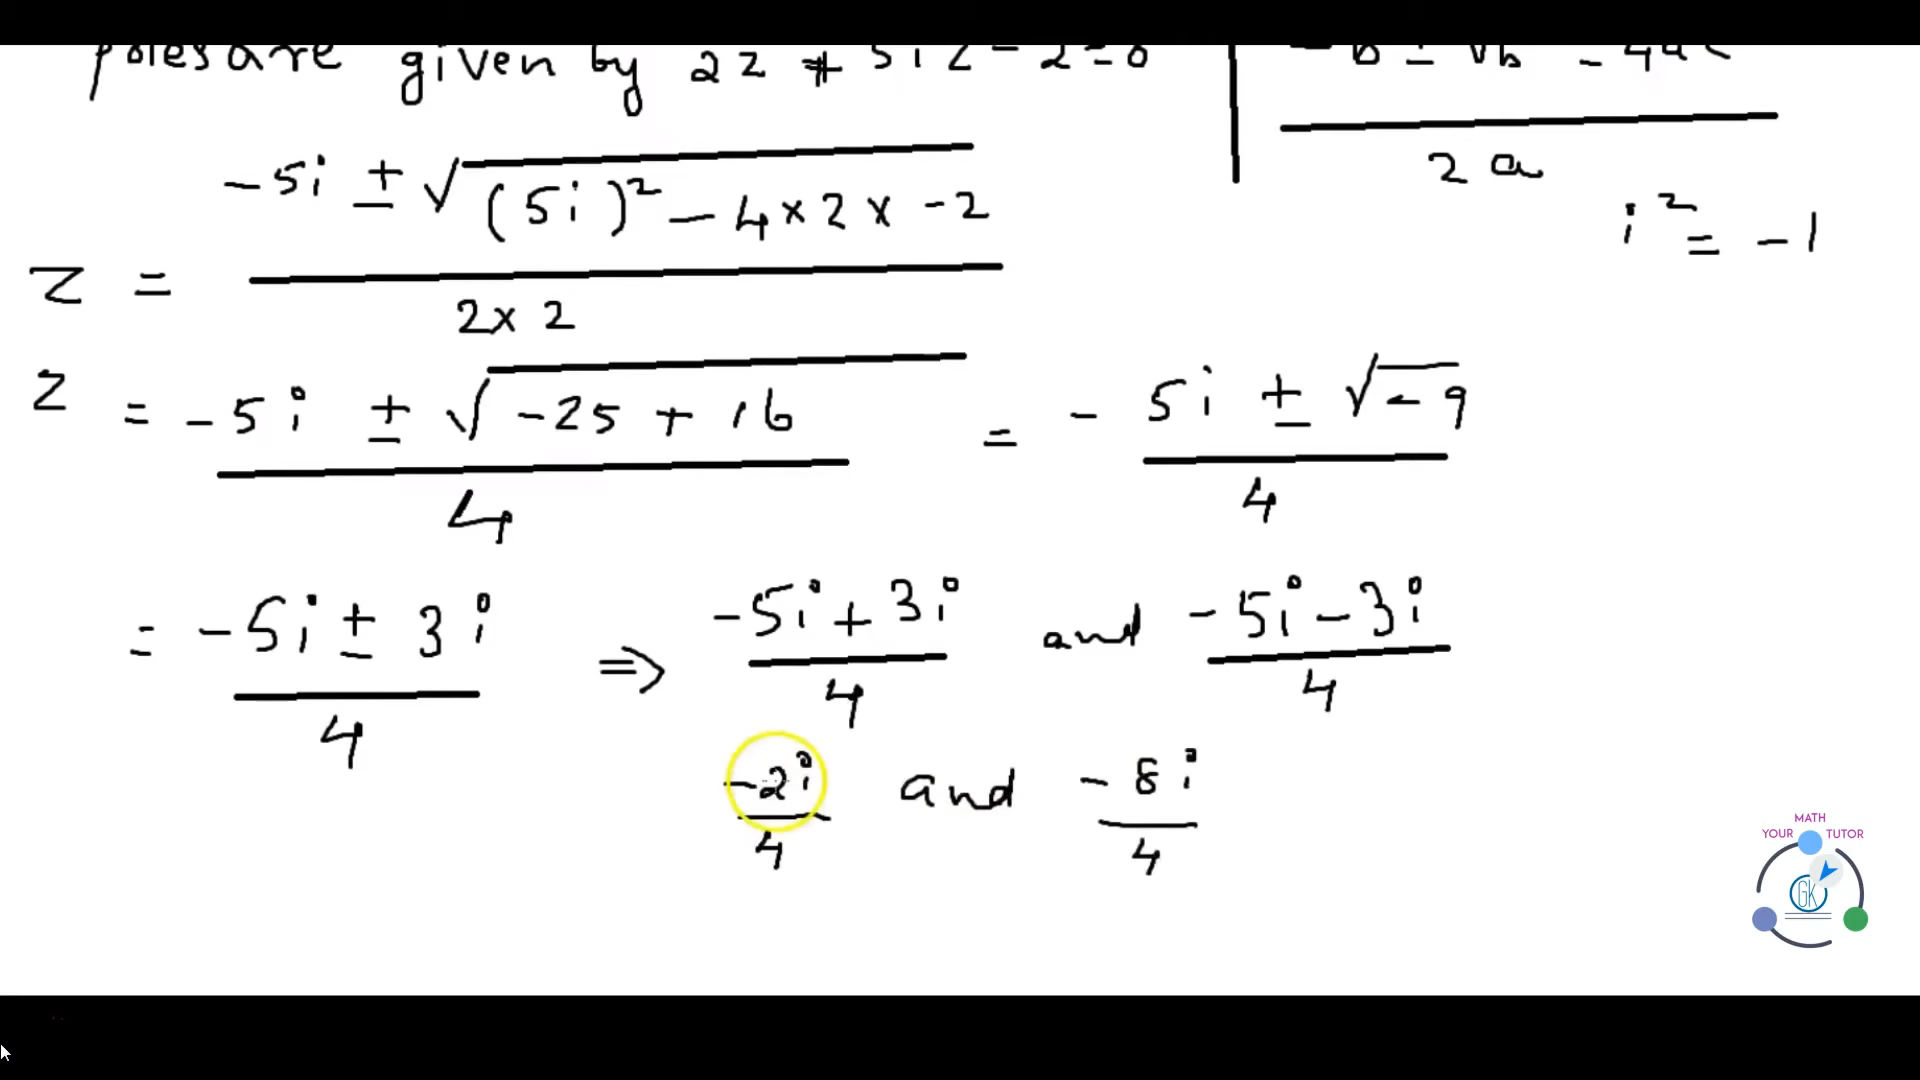 poles are given by 2z + 5iz - 2 = 0
-b ± √b - 4ac
2a
i² = -1
z = -5i ± √(5i)² - 4×2×-2
2×2
z = -5i ± √-25 + 16 = - 5i ± √-9
4 4
= -5i ± 3i ⇒ -5i + 3i and -5i - 3i
4 4 4
-2i and -8i
4 4
MATH
YOUR TUTOR
GK